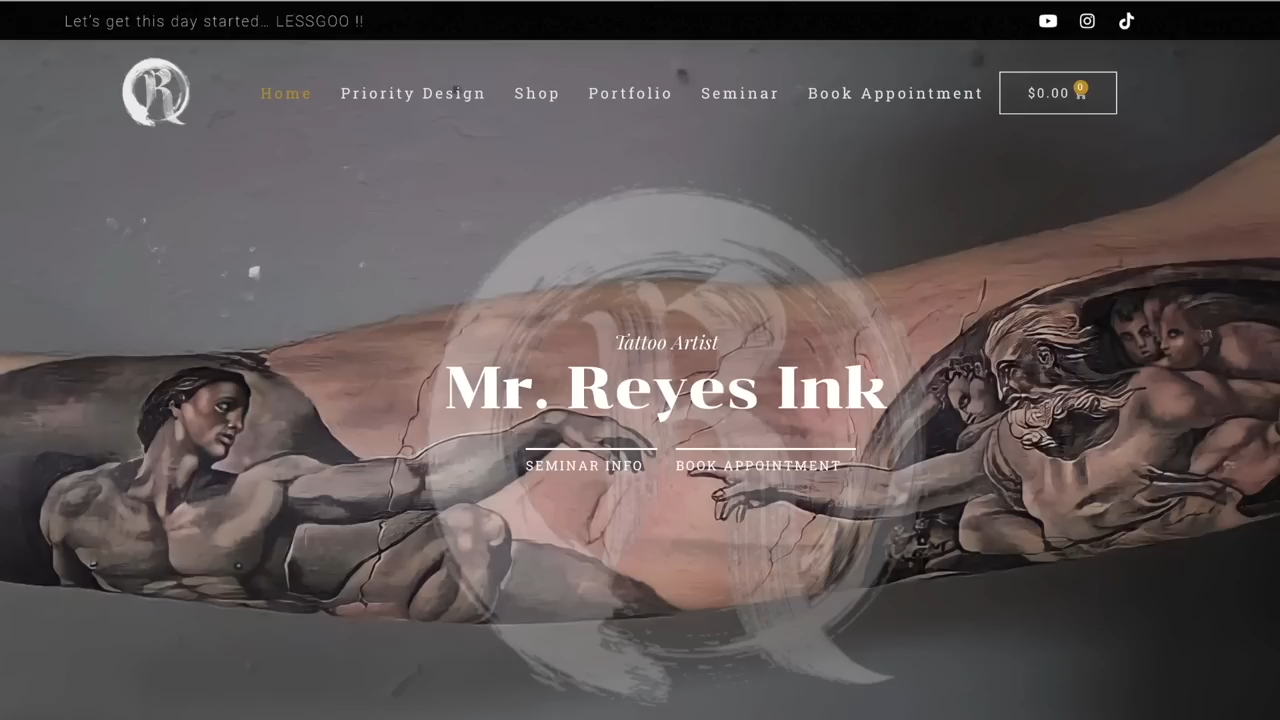 Let's get this day started... LESSGOO !!
Home Priority Design Shop Portfolio Seminar Book Appointment $0.00 0
R
R
Tattoo Artist
Mr. Reyes Ink
SEMINAR INFO BOOK APPOINTMENT